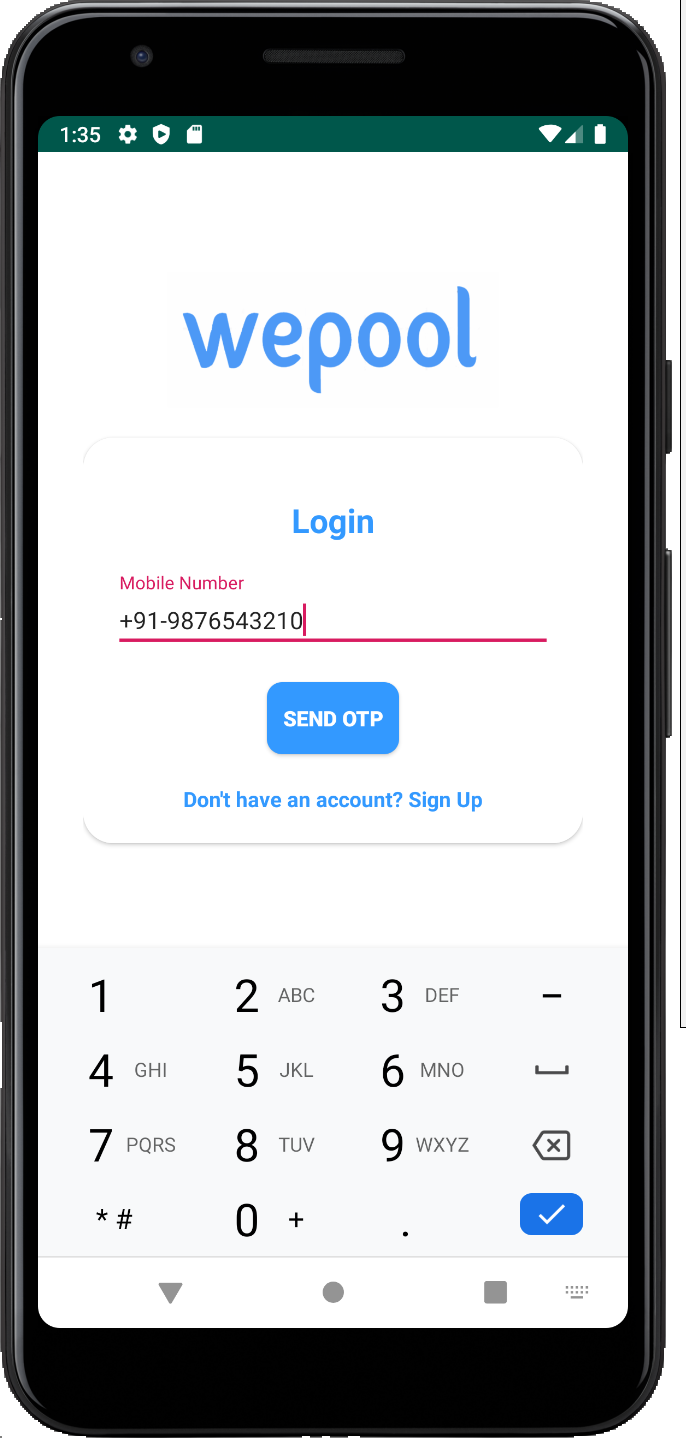 1:35
wepool
Login
Mobile Number
+91-9876543210
SEND OTP
Don't have an account? Sign Up
1 2 ABC 3 DEF -
4 GHI 5 JKL 6 MNO
7 PQRS 8 TUV 9 WXYZ
* # 0 + .